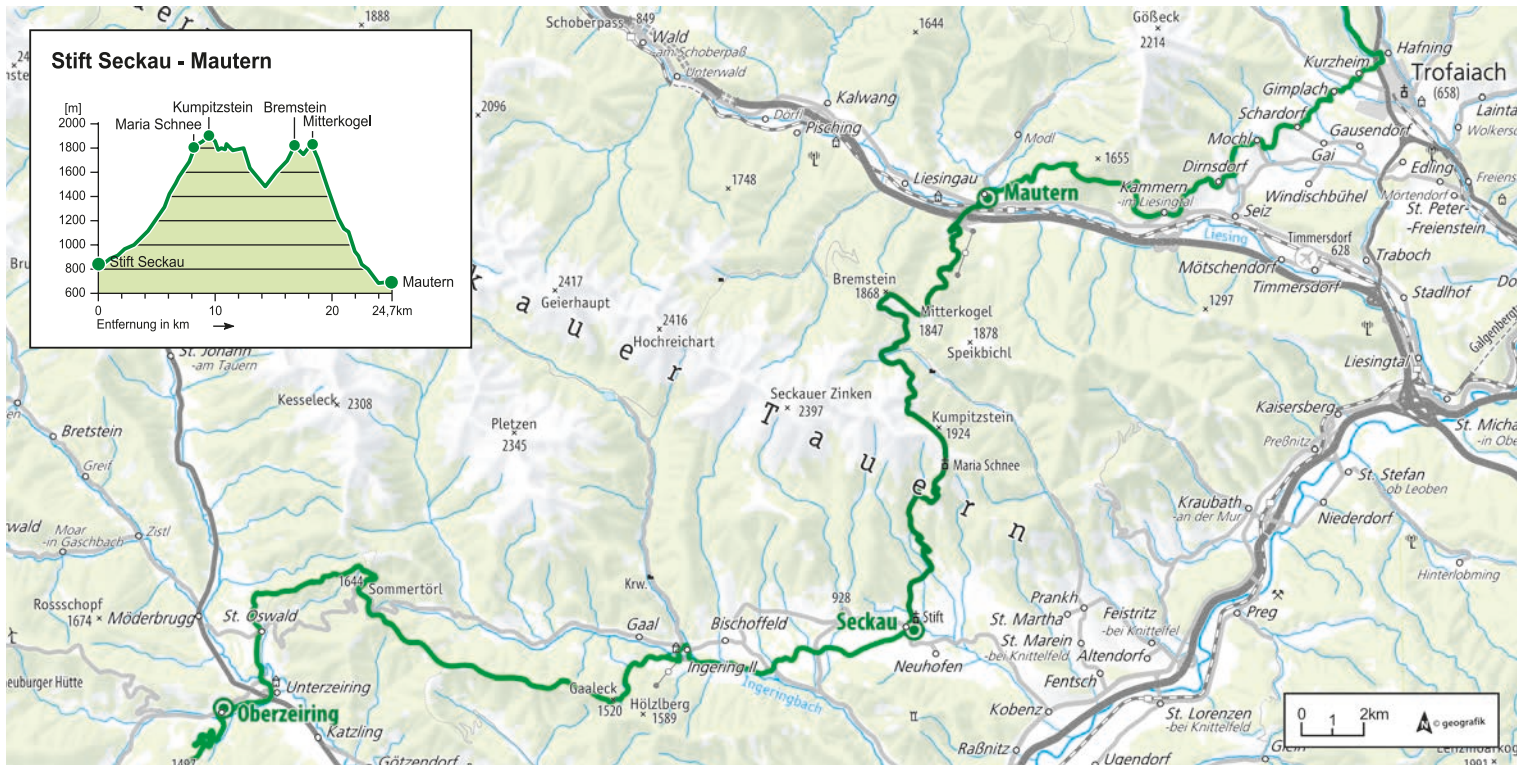 Stift Seckau - Mautern
[m]
2000
1800
1600
1400
1200
1000
800
600
Kumpitzstein
Bremstein
Maria Schnee
Mitterkogel
Stift Seckau
Mautern
0
10
20
24,7km
Entfernung in km
1888
Schoberpass
849
Wald
-am Schoberpaß
Unterwald
1644
Gößeck
2214
Hafning
Kurzheim
Trofaiach
(658)
Gimplach
Schardorf
Gausendorf
Mochl
Gai
Edling
Dirnsdorf
Windischbühel
Mörtendorf
St. Peter-
-Freienstein
2096
Kalwang
Dörfl
Pisching
Modl
1655
Liesingau
Mautern
Kammern
-im Liesingtal
Seiz
1748
Liesing
Timmersdorf
628
Traboch
Mötschendorf
Timmersdorf
Stadlhof
1297
Bremstein
1868
Mitterkogel
1847
1878
Speikbichl
2417
Geierhaupt
2416
Hochreichart
Liesingtal
St. Johann
-am Tauern
Kesseleck
2308
Pletzen
2345
Seckauer Zinken
2397
Tauern
Kumpitzstein
1924
Maria Schnee
Kaisersberg
Preßnitz
St. Stefan
ob Leoben
Kraubath
-an der Mur
Niederdorf
Hinterlobming
Bretstein
Greif
Moar
-in Gaschbach
Zistl
Rossschopf
1674
Möderbrugg
St. Oswald
1644
Sommertörl
Krw.
928
Gaal
Bischoffeld
Seckau
Stift
Neuhofen
Prankh
St. Martha
Feistritz
-bei Knittelfeld
St. Marein
-bei Knittelfeld
Altendorf
Fentsch
Preg
Ingering II
Ingeringbach
Unterzeiring
Oberzeiring
Katzling
Gaaleck
1520
Hölzlberg
1589
Kobenz
St. Lorenzen
-bei Knittelfeld
Raßnitz
Ugendorf
Götzendorf
0
1
2km
N
© geografik